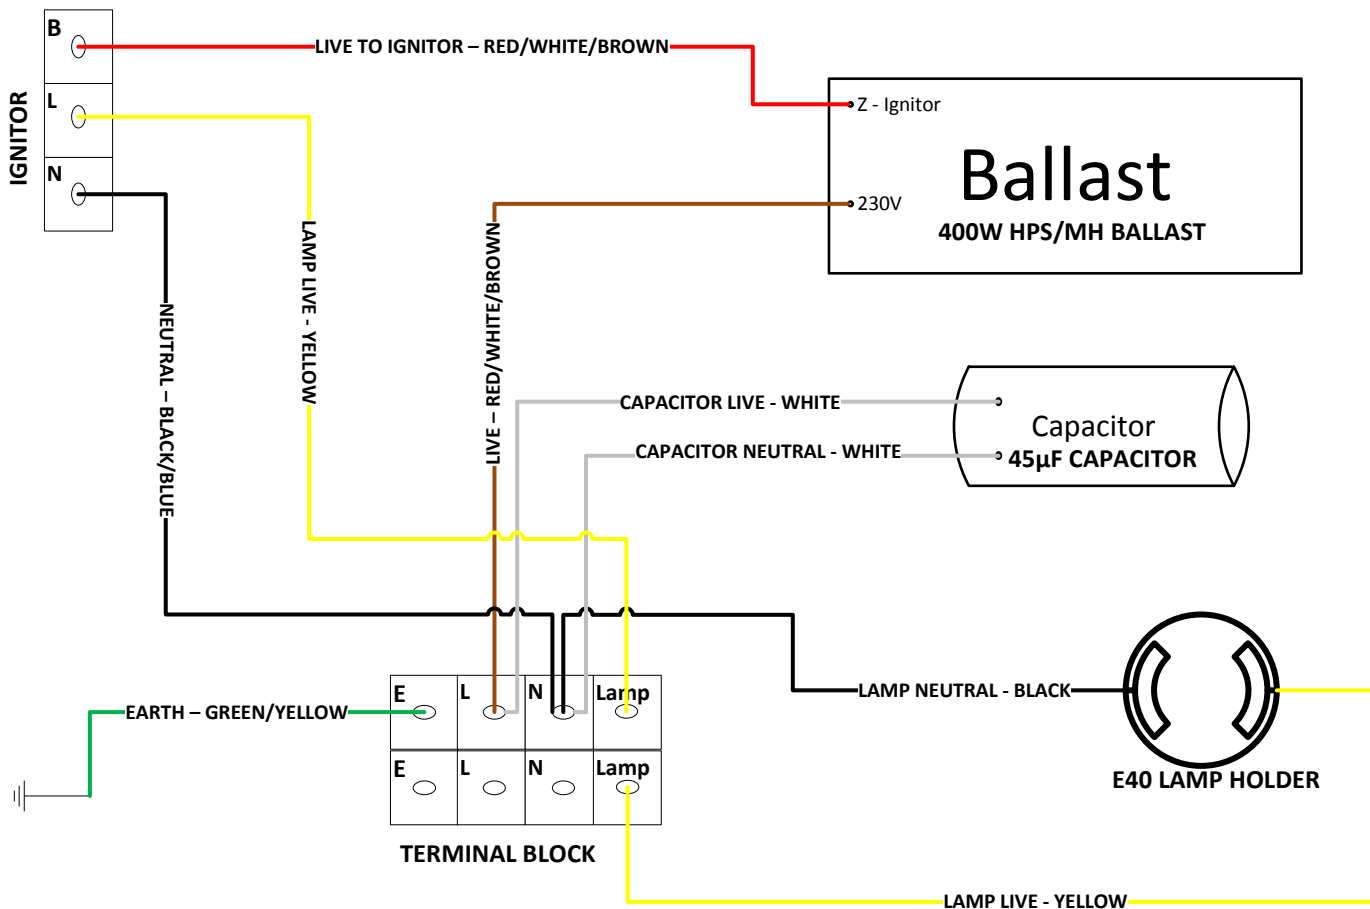 B
LIVE TO IGNITOR – RED/WHITE/BROWN
L
N
IGNITOR
Z - Ignitor
Ballast
230V
400W HPS/MH BALLAST
LAMP LIVE - YELLOW
LIVE – RED/WHITE/BROWN
NEUTRAL – BLACK/BLUE
CAPACITOR LIVE - WHITE
CAPACITOR NEUTRAL - WHITE
Capacitor
45µF CAPACITOR
E L N Lamp
EARTH – GREEN/YELLOW
LAMP NEUTRAL - BLACK
E L N Lamp
E40 LAMP HOLDER
TERMINAL BLOCK
LAMP LIVE - YELLOW